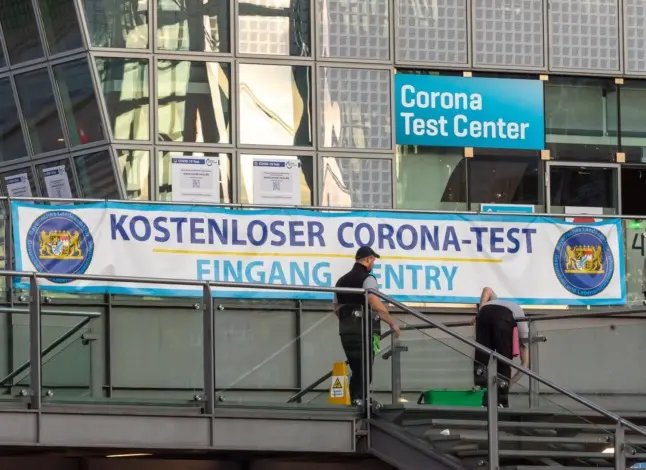 Corona
Test Center
KOSTENLOSER CORONA-TEST
EINGANG ENTRY